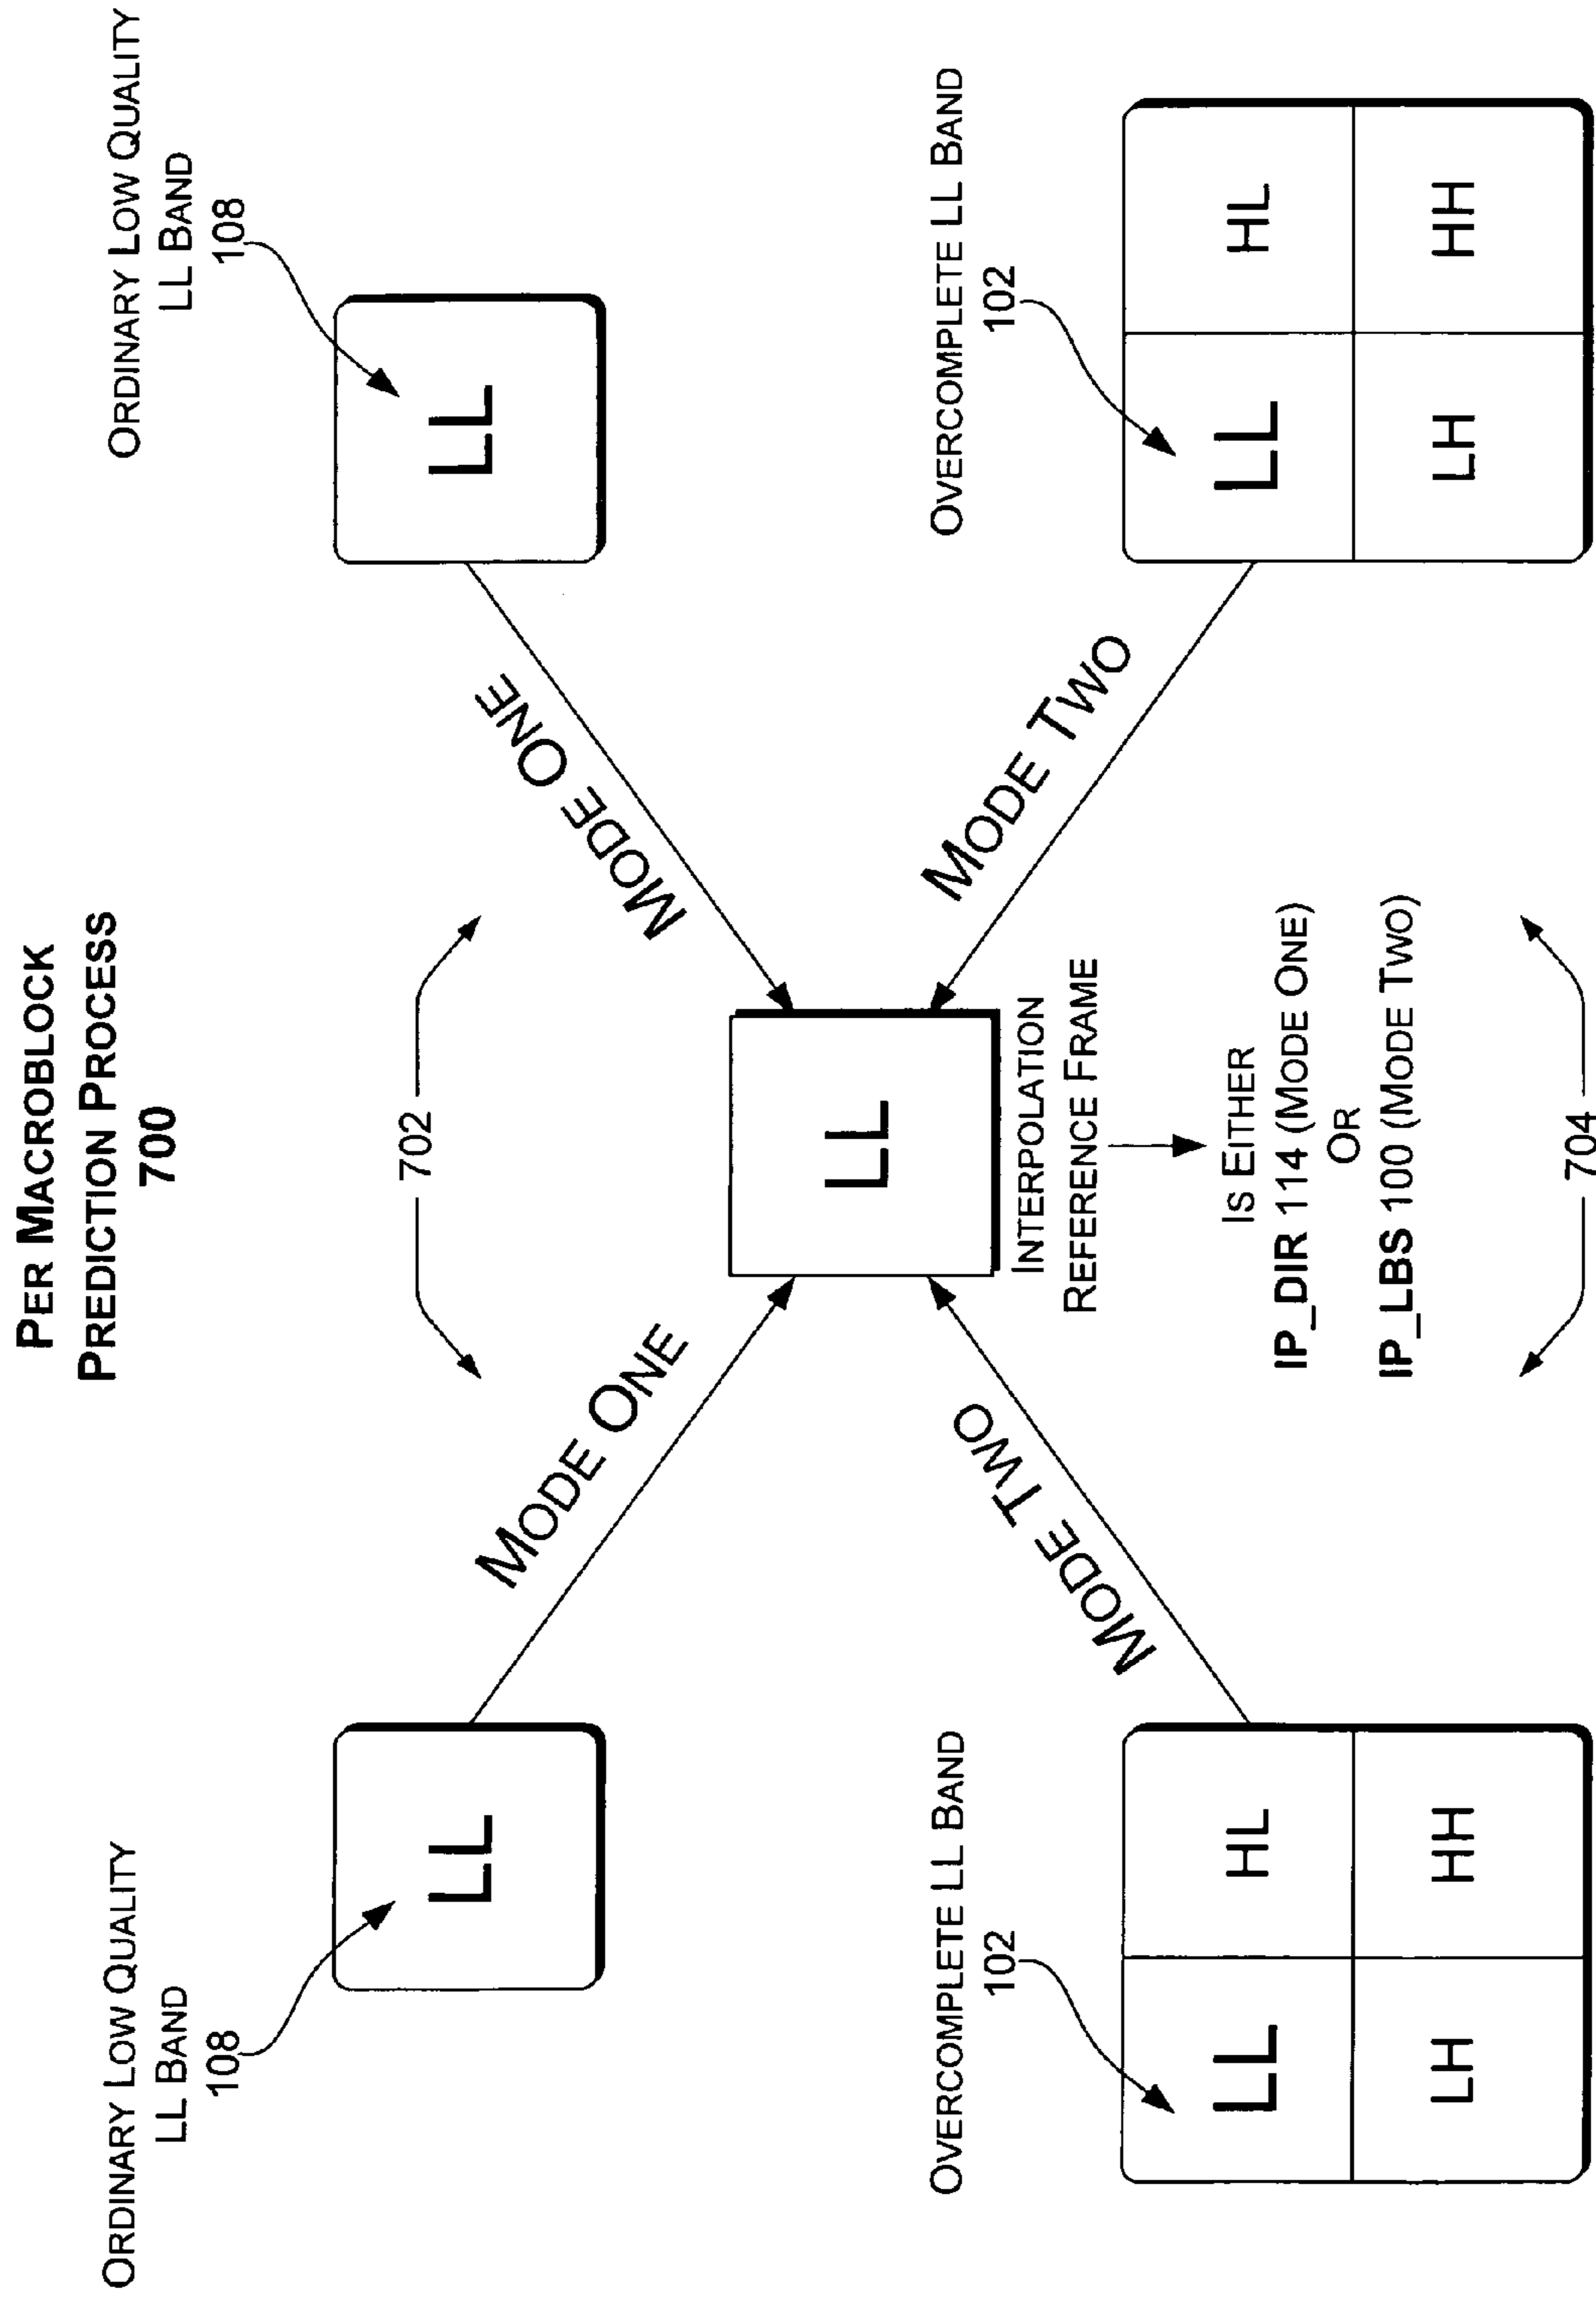 PER MACROBLOCK
PREDICTION PROCESS
700
ORDINARY LOW QUALITY
LL BAND
108
LL
MODE ONE
702
MODE ONE
ORDINARY LOW QUALITY
LL BAND
108
LL
LL
INTERPOLATION
REFERENCE FRAME
OVERCOMPLETE LL BAND
102
LL
HL
LH
HH
MODE TWO
IS EITHER
IP_DIR 114 (MODE ONE)
OR
IP_LBS 100 (MODE TWO)
704
MODE TWO
OVERCOMPLETE LL BAND
102
LL
HL
LH
HH